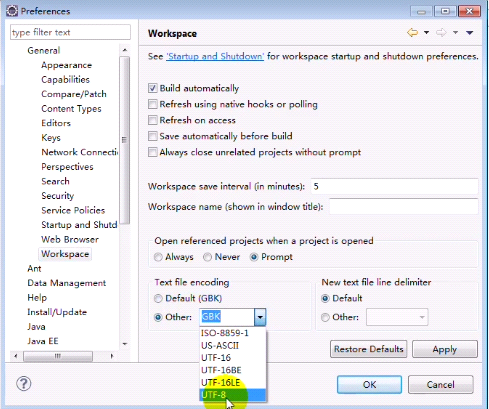 Preferences
type filter text
General
Appearance
Capabilities
Compare/Patch
Content Types
Editors
Keys
Network Connectio
Perspectives
Search
Security
Service Policies
Startup and Shutd
Web Browser
Workspace
Ant
Data Management
Help
Install/Update
Java
Java EE
Workspace
See 'Startup and Shutdown' for workspace startup and shutdown preferences.
Build automatically
Refresh using native hooks or polling
Refresh on access
Save automatically before build
Always close unrelated projects without prompt
Workspace save interval (in minutes): 5
Workspace name (shown in window title):
Open referenced projects when a project is opened
Always Never Prompt
Text file encoding
Default (GBK)
Other: GBK
ISO-8859-1
US-ASCII
UTF-16
UTF-16BE
UTF-16LE
UTF-8
New text file line delimiter
Default
Other:
Restore Defaults Apply
OK Cancel